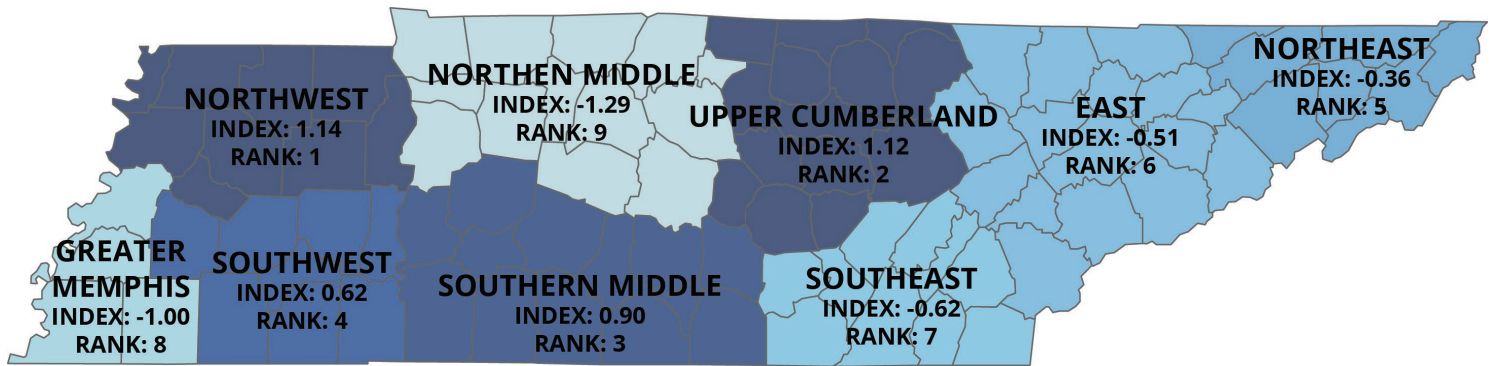 NORTHWEST
INDEX: 1.14
RANK: 1
NORTHEN MIDDLE
INDEX: -1.29
RANK: 9
UPPER CUMBERLAND
INDEX: 1.12
RANK: 2
EAST
INDEX: -0.51
RANK: 6
NORTHEAST
INDEX: -0.36
RANK: 5
GREATER
MEMPHIS
INDEX: -1.00
RANK: 8
SOUTHWEST
INDEX: 0.62
RANK: 4
SOUTHERN MIDDLE
INDEX: 0.90
RANK: 3
SOUTHEAST
INDEX: -0.62
RANK: 7